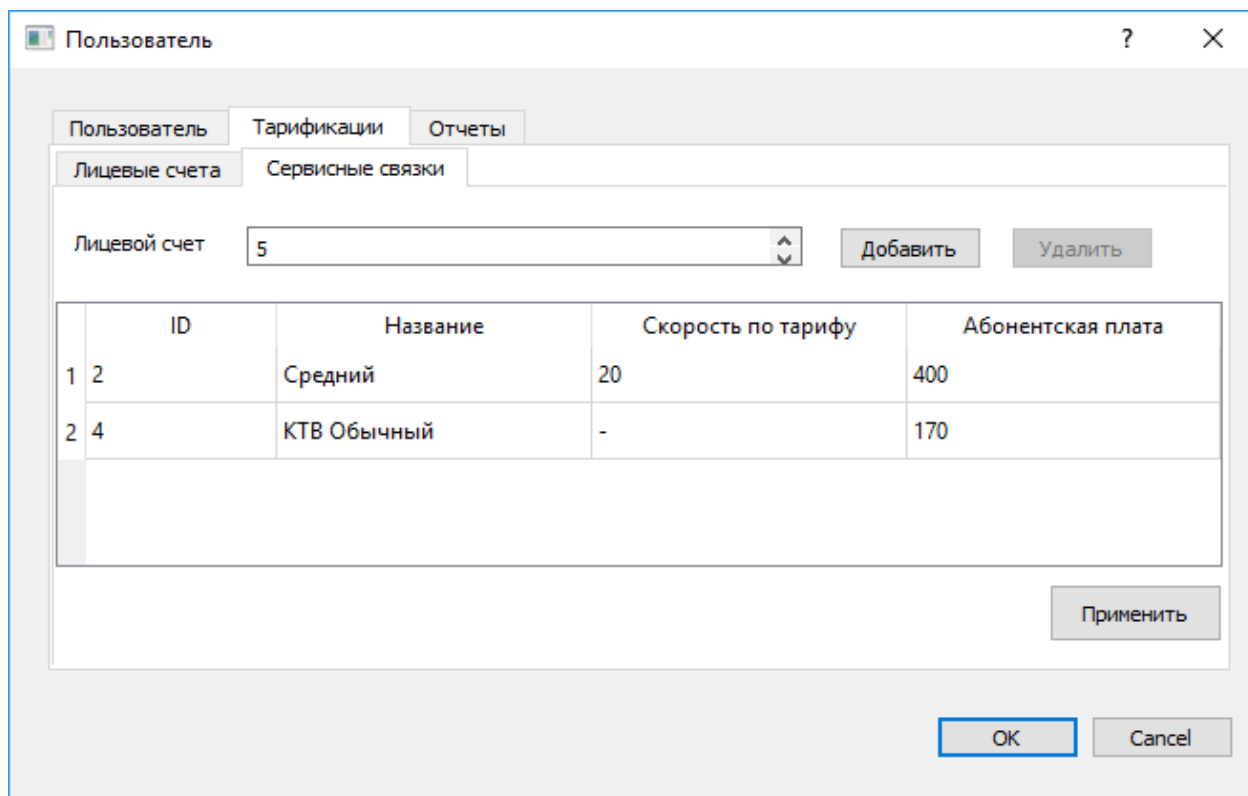 Пользователь ?
Пользователь Тарификации Отчеты
Лицевые счета Сервисные связки
Лицевой счет 5 Добавить Удалить
ID Название Скорость по тарифу Абонентская плата
1 2 Средний 20 400
2 4 КТВ Обычный - 170
Применить
OK Cancel